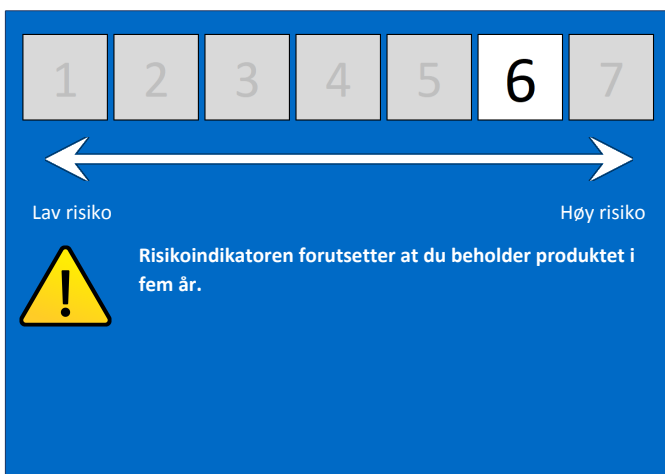 1 2 3 4 5 6 7
Lav risiko Høy risiko
Risikoindikatoren forutsetter at du beholder produktet i
fem år.